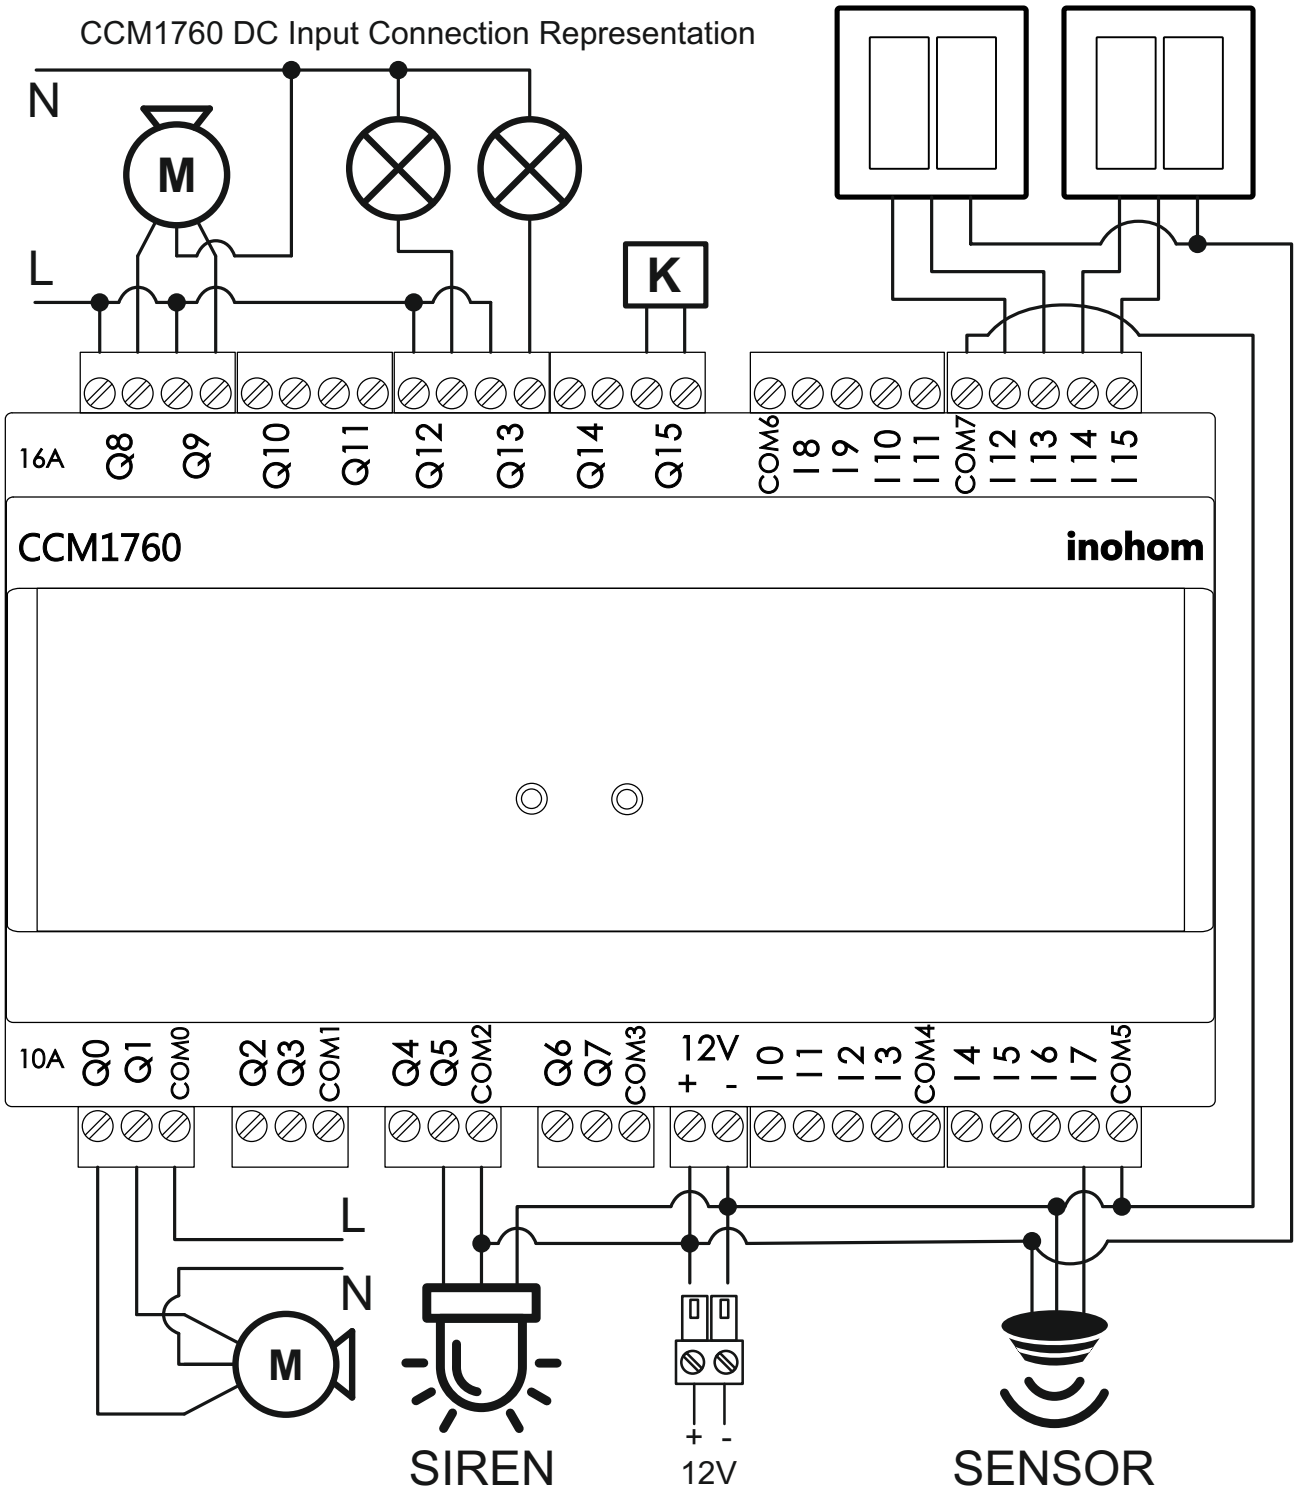 CCM1760 DC Input Connection Representation
N
M
L
K
16A
Q8
Q9
Q10
Q11
Q12
Q13
Q14
Q15
COM6
I8
I9
I10
I11
COM7
I12
I13
I14
I15
CCM1760
inohom
10A
Q0
Q1
COM0
Q2
Q3
COM1
Q4
Q5
COM2
Q6
Q7
COM3
12V
+ -
I0
I1
I2
I3
COM4
I4
I5
I6
I7
COM5
L
N
M
SIREN
+ -
12V
SENSOR